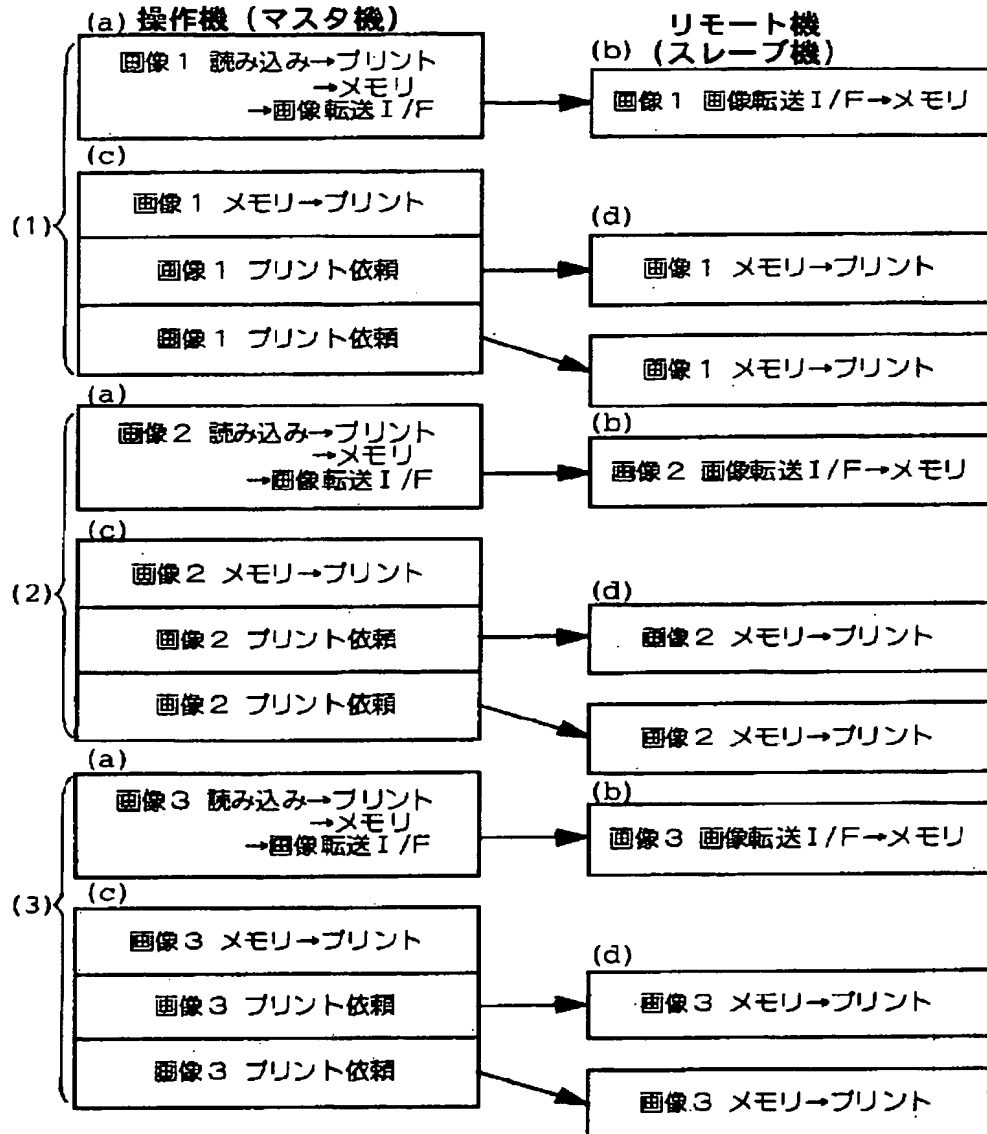 (a) 操作機（マスタ機）
リモート機
(スレーブ機)
画像１ 読み込み→プリント
→メモリ
→画像転送Ｉ/Ｆ
(b)
画像１ 画像転送Ｉ/Ｆ→メモリ
(1)
(c)
画像１ メモリ→プリント
画像１ プリント依頼
画像１ プリント依頼
(d)
画像１ メモリ→プリント
画像１ メモリ→プリント
(2)
(a)
画像２ 読み込み→プリント
→メモリ
→画像転送Ｉ/Ｆ
(b)
画像２ 画像転送Ｉ/Ｆ→メモリ
(c)
画像２ メモリ→プリント
画像２ プリント依頼
画像２ プリント依頼
(d)
画像２ メモリ→プリント
画像２ メモリ→プリント
(3)
(a)
画像３ 読み込み→プリント
→メモリ
→画像転送Ｉ/Ｆ
(b)
画像３ 画像転送Ｉ/Ｆ→メモリ
(c)
画像３ メモリ→プリント
画像３ プリント依頼
画像３ プリント依頼
(d)
画像３ メモリ→プリント
画像３ メモリ→プリント